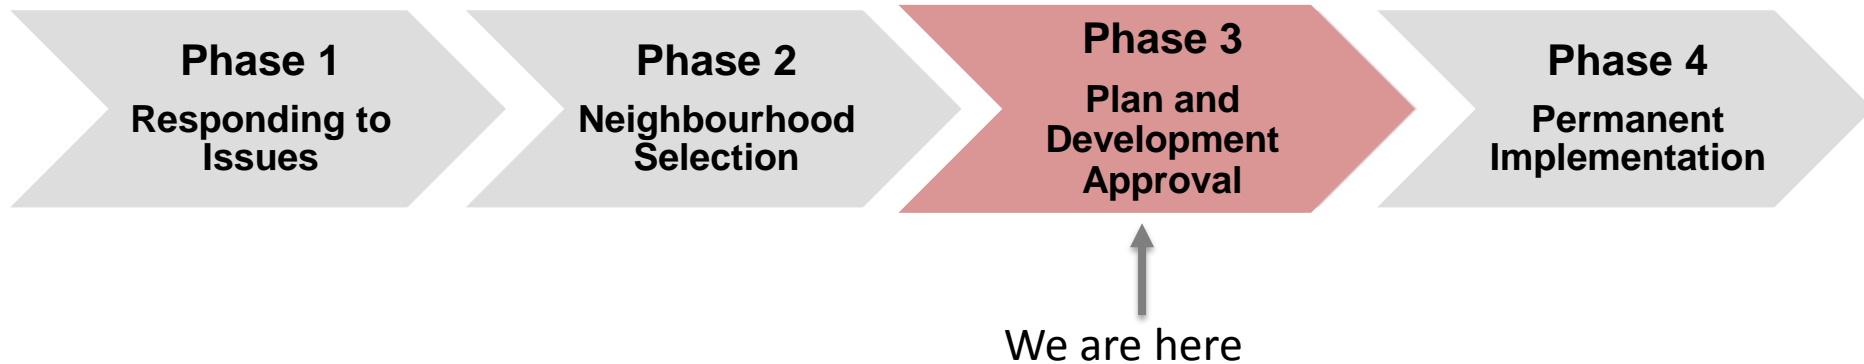 Phase 1
Responding to
Issues
Phase 2
Neighbourhood
Selection
Phase 3
Plan and
Development
Approval
Phase 4
Permanent
Implementation
We are here